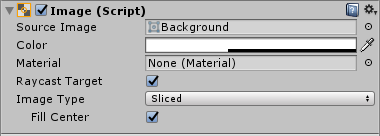 Image (Script)
Source Image Background
Color
Material None (Material)
Raycast Target
Image Type Sliced
Fill Center